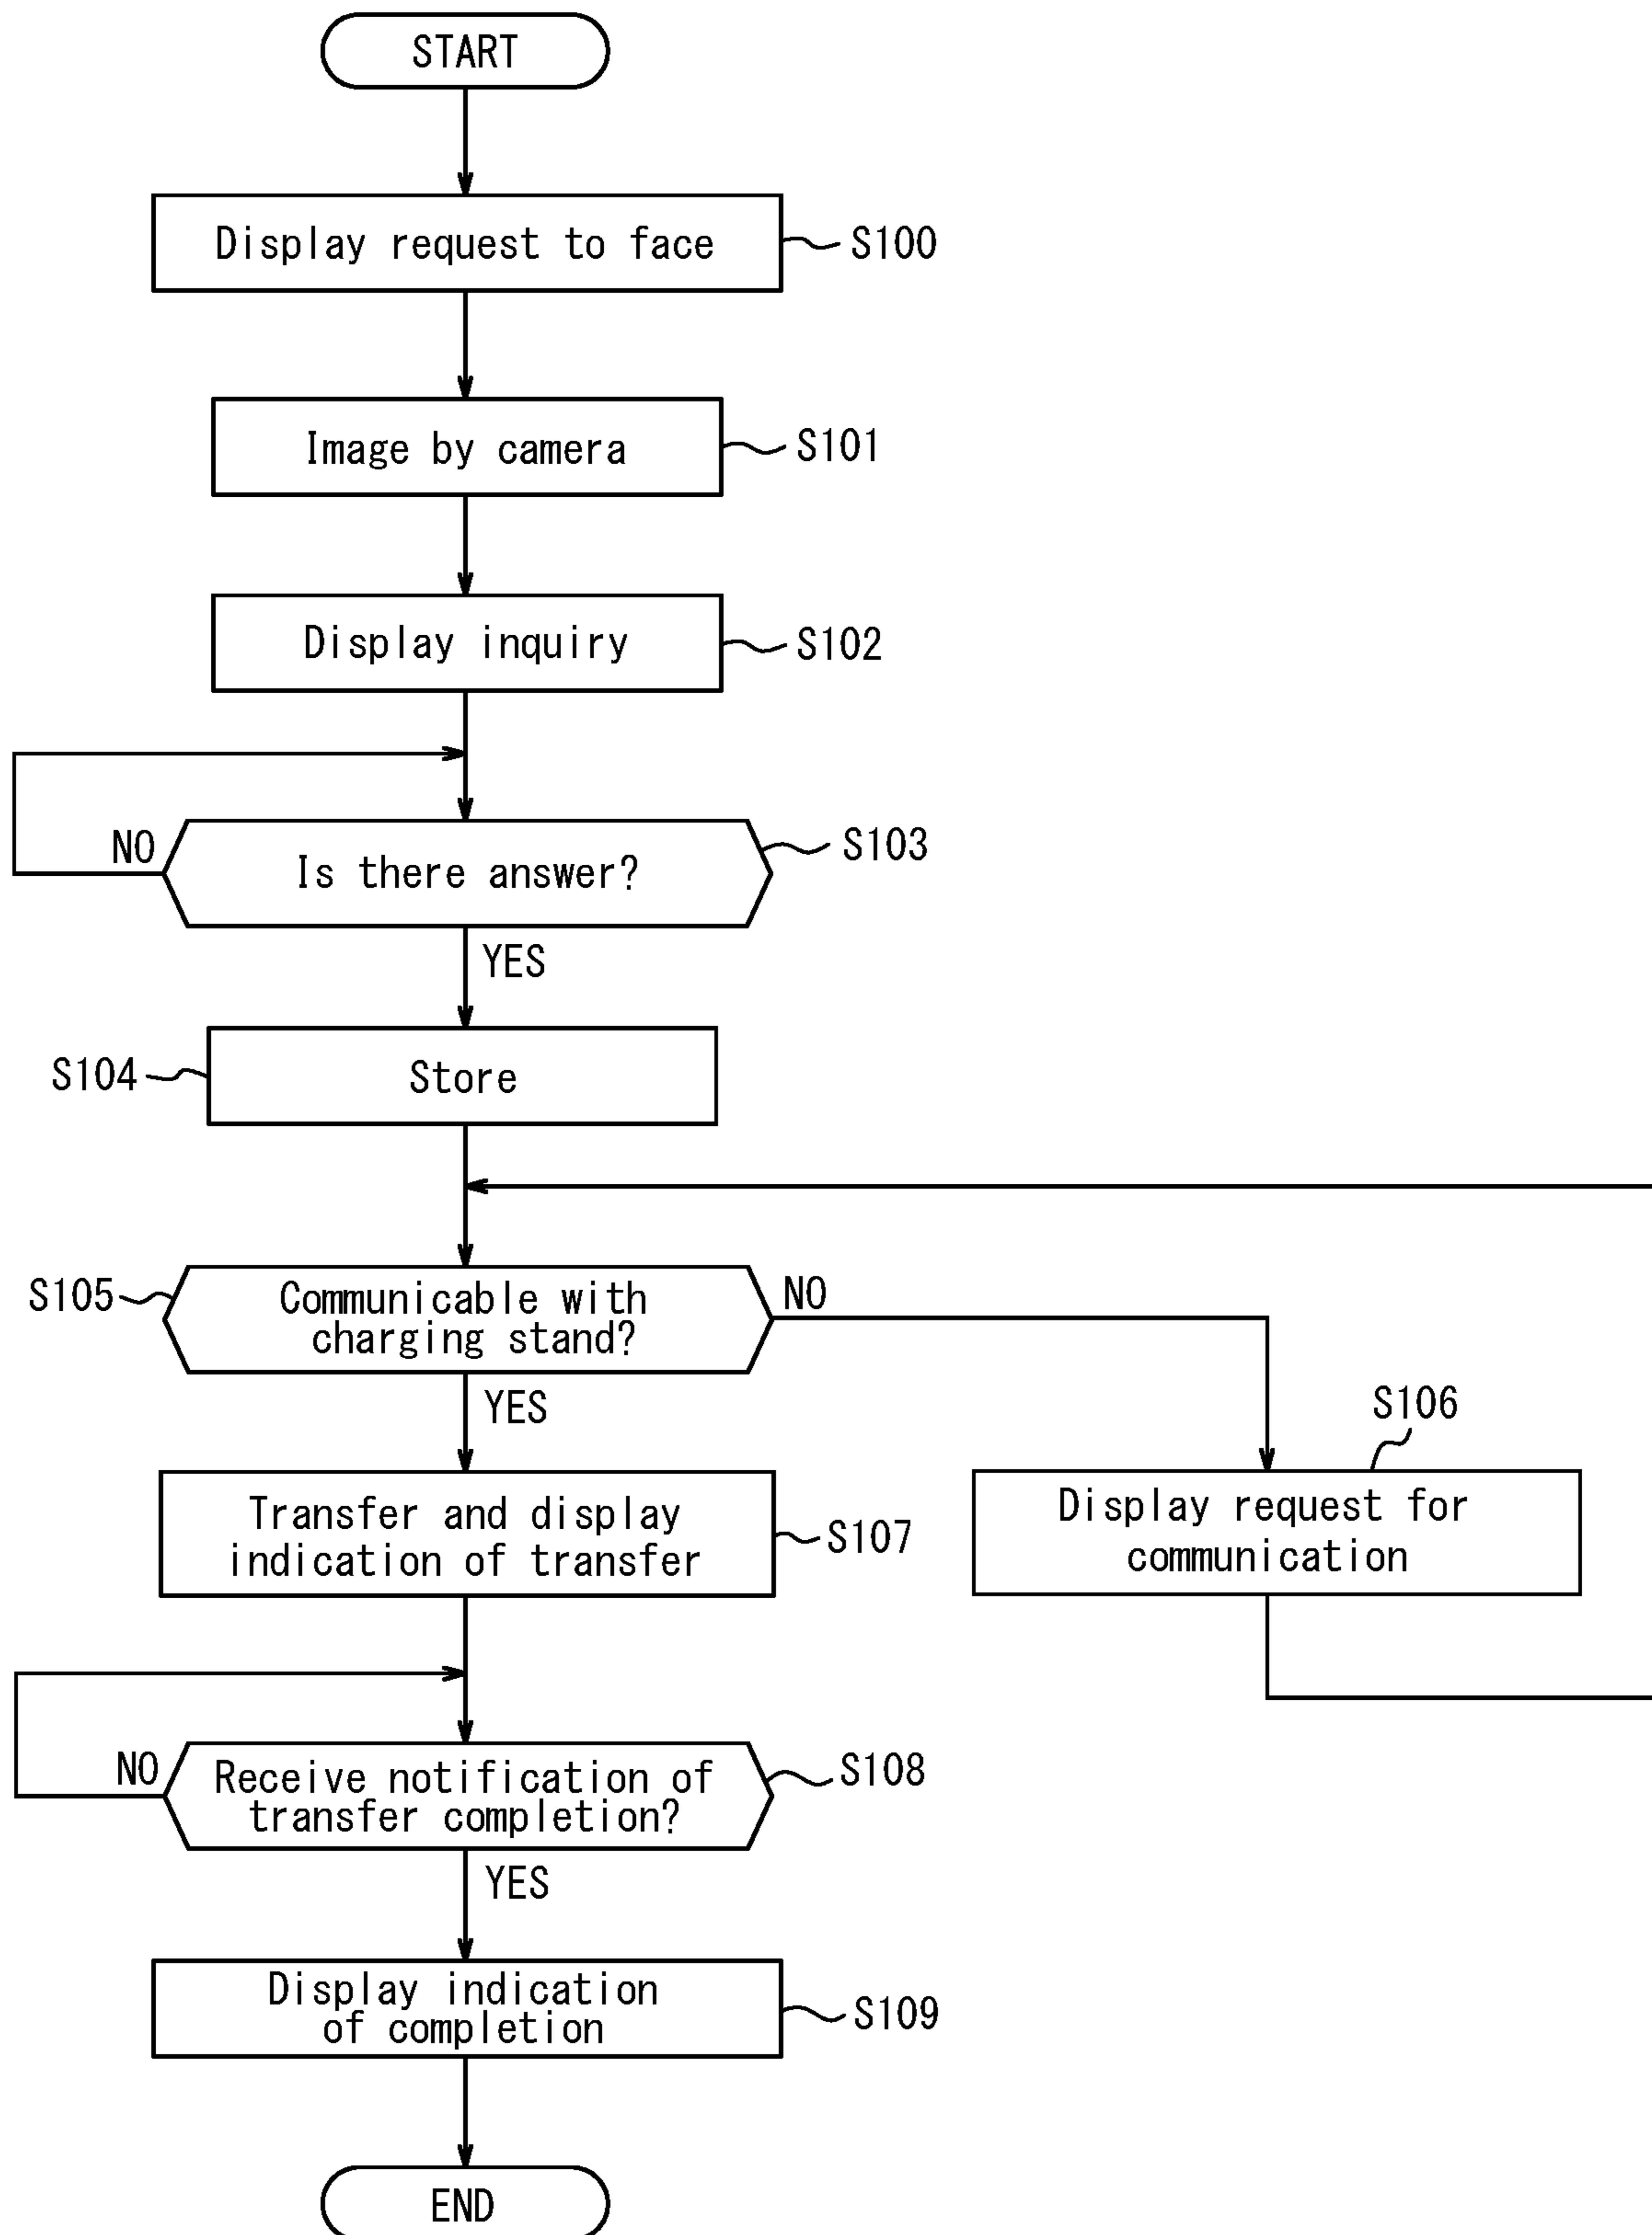 START
Display request to face
S100
Image by camera
S101
Display inquiry
S102
NO
Is there answer?
S103
YES
S104
Store
S105
Communicable with
charging stand?
NO
YES
S106
Transfer and display
indication of transfer
S107
Display request for
communication
NO
Receive notification of
transfer completion?
S108
YES
Display indication
of completion
S109
END